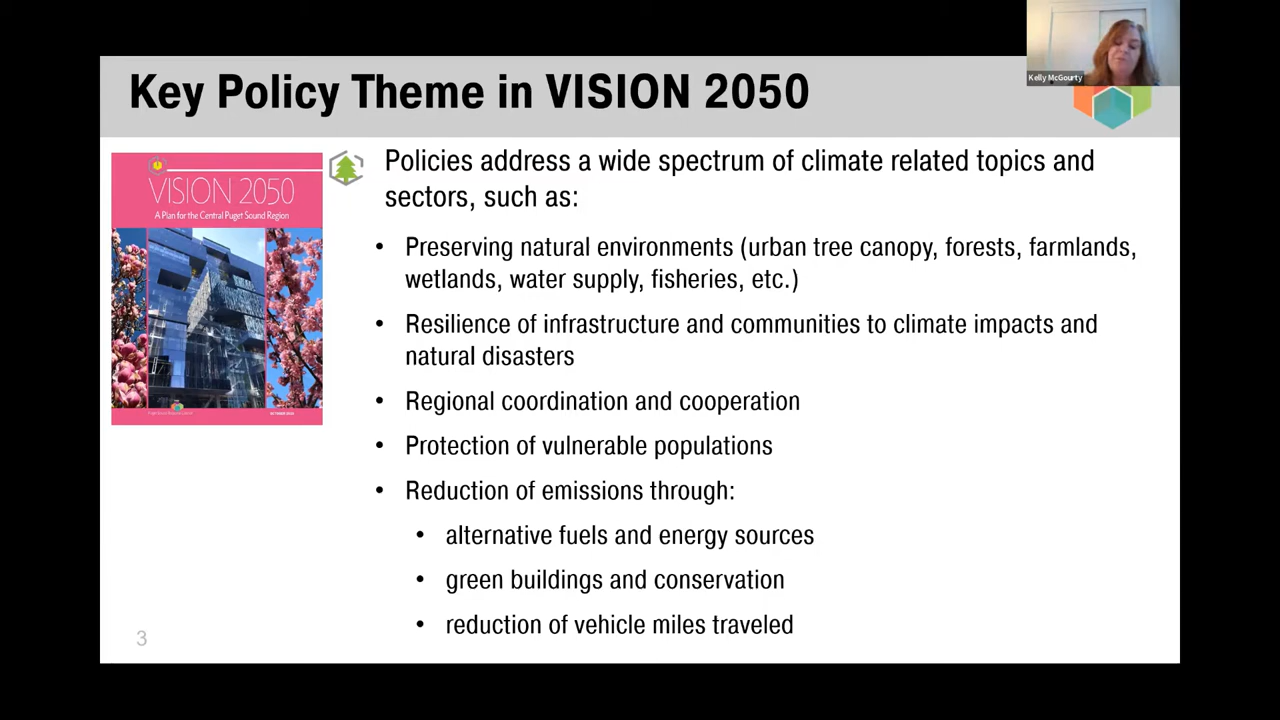 Kelly McGourty
Key Policy Theme in VISION 2050
VISION 2050
A Plan for the Central Puget Sound Region
OCTOBER 2020
Policies address a wide spectrum of climate related topics and
sectors, such as:
• Preserving natural environments (urban tree canopy, forests, farmlands,
wetlands, water supply, fisheries, etc.)
• Resilience of infrastructure and communities to climate impacts and
natural disasters
• Regional coordination and cooperation
• Protection of vulnerable populations
• Reduction of emissions through:
• alternative fuels and energy sources
• green buildings and conservation
• reduction of vehicle miles traveled
3